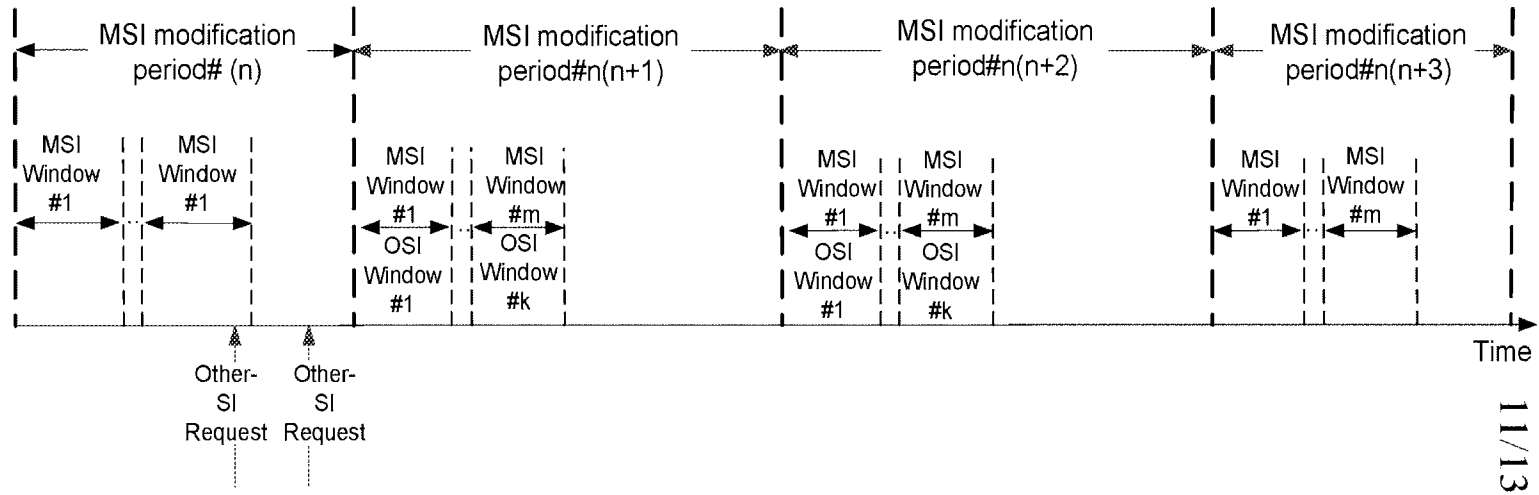 MSI modification
period# (n)
MSI modification
period#n(n+1)
MSI modification
period#n(n+2)
MSI modification
period#n(n+3)
MSI
Window
#1
...
MSI
Window
#1
MSI
Window
#1
OSI
Window
#1
...
MSI
Window
#m
OSI
Window
#k
MSI
Window
#1
OSI
Window
#1
...
MSI
Window
#m
OSI
Window
#k
MSI
Window
#1
...
MSI
Window
#m
Time
Other-
SI
Request
Other-
SI
Request
11/13